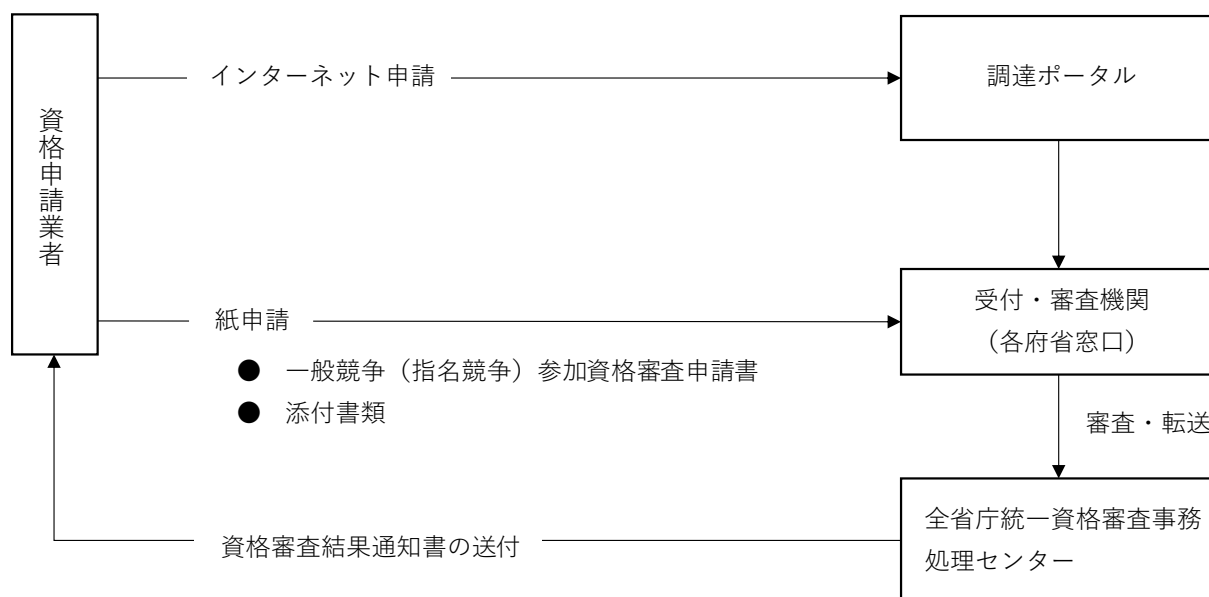 資格申請業者
インターネット申請
調達ポータル
紙申請
● 一般競争（指名競争）参加資格審査申請書
● 添付書類
受付・審査機関
（各府省窓口）
審査・転送
全省庁統一資格審査事務
処理センター
資格審査結果通知書の送付